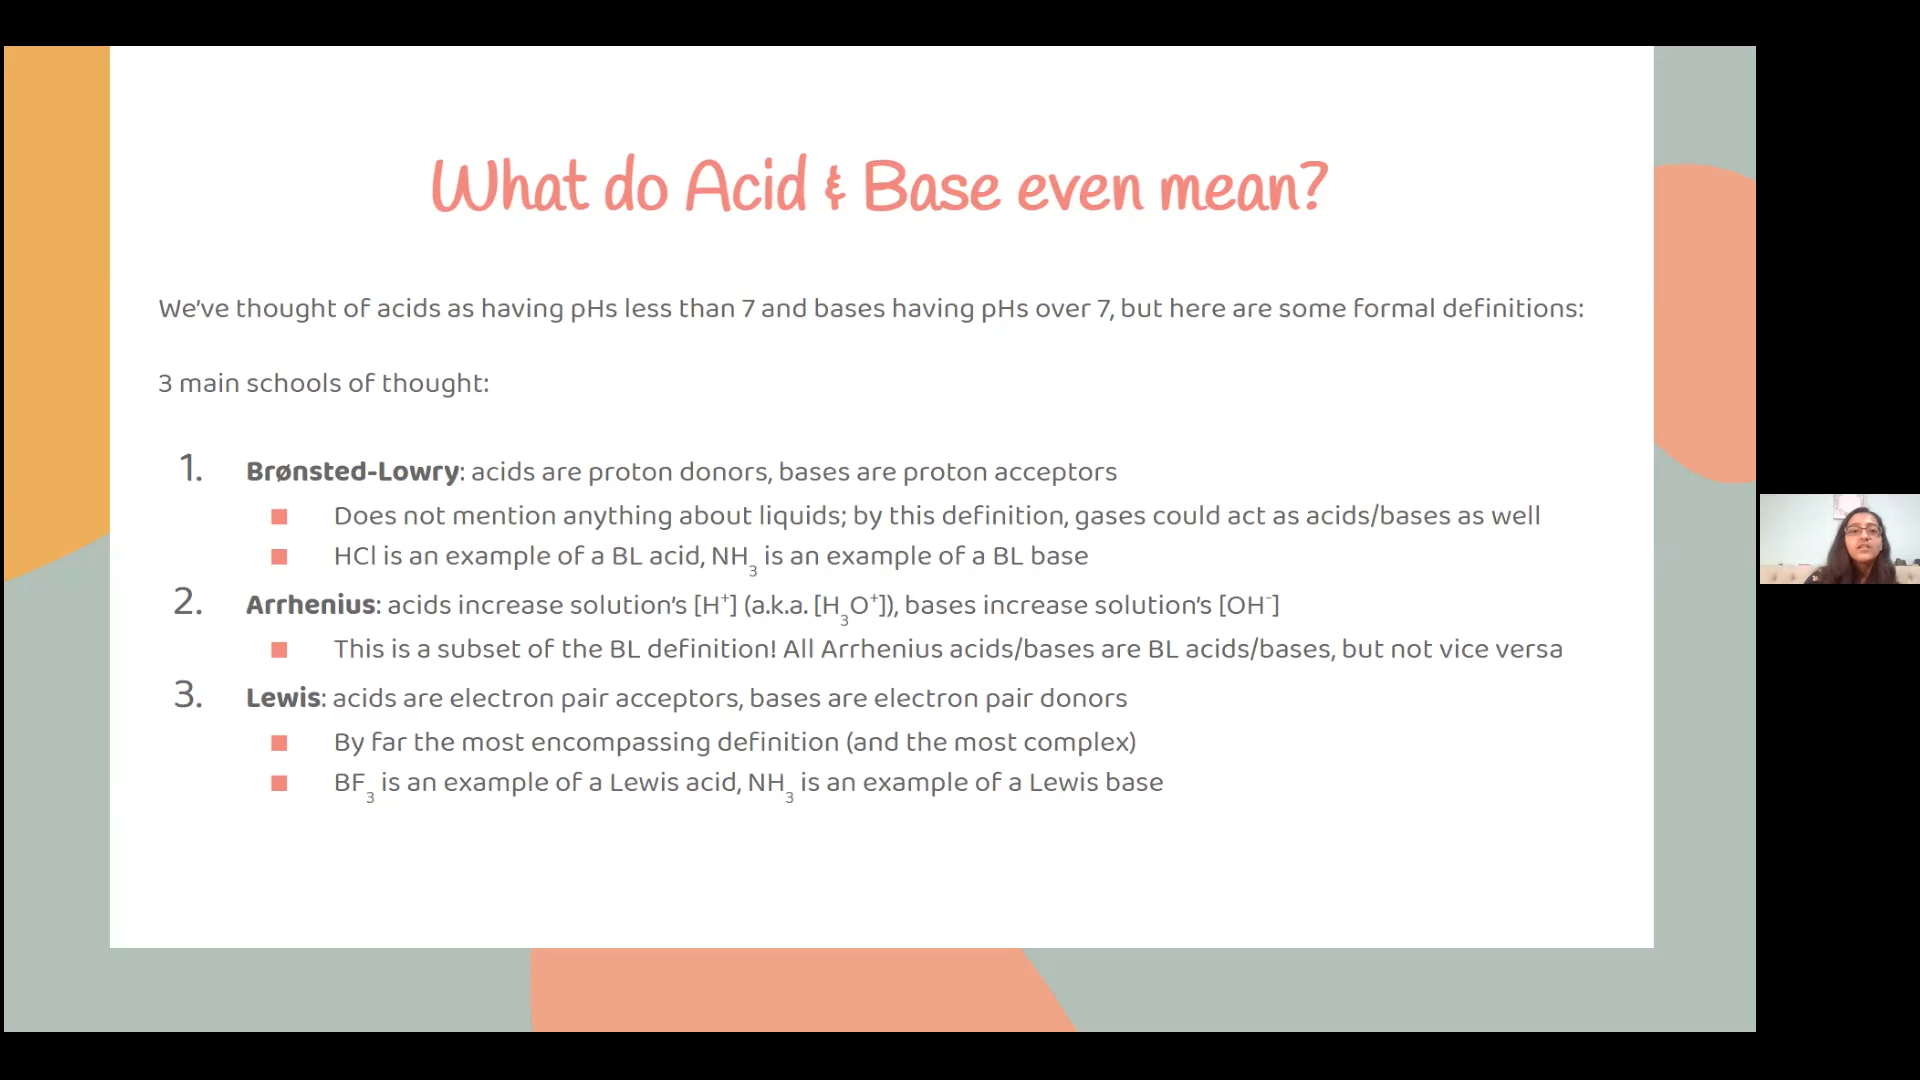 What do Acid & Base even mean?
We've thought of acids as having pHs less than 7 and bases having pHs over 7, but here are some formal definitions:
3 main schools of thought:
1. Brønsted-Lowry: acids are proton donors, bases are proton acceptors
■ Does not mention anything about liquids; by this definition, gases could act as acids/bases as well
■ HCl is an example of a BL acid, NH₃ is an example of a BL base
2. Arrhenius: acids increase solution's [H⁺] (a.k.a. [H₃O⁺]), bases increase solution's [OH⁻]
■ This is a subset of the BL definition! All Arrhenius acids/bases are BL acids/bases, but not vice versa
3. Lewis: acids are electron pair acceptors, bases are electron pair donors
■ By far the most encompassing definition (and the most complex)
■ BF₃ is an example of a Lewis acid, NH₃ is an example of a Lewis base